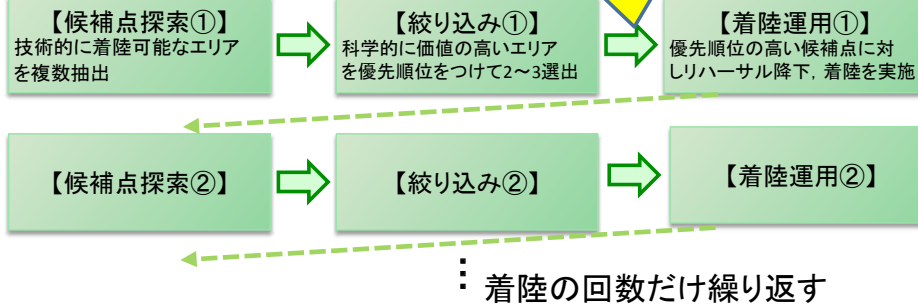 【候補点探索①】
技術的に着陸可能なエリア
を複数抽出
【絞り込み①】
科学的に価値の高いエリア
を優先順位をつけて2~3選出
【着陸運用①】
優先順位の高い候補点に対
しリハーサル降下, 着陸を実施
【候補点探索②】
【絞り込み②】
【着陸運用②】
⋮ 着陸の回数だけ繰り返す